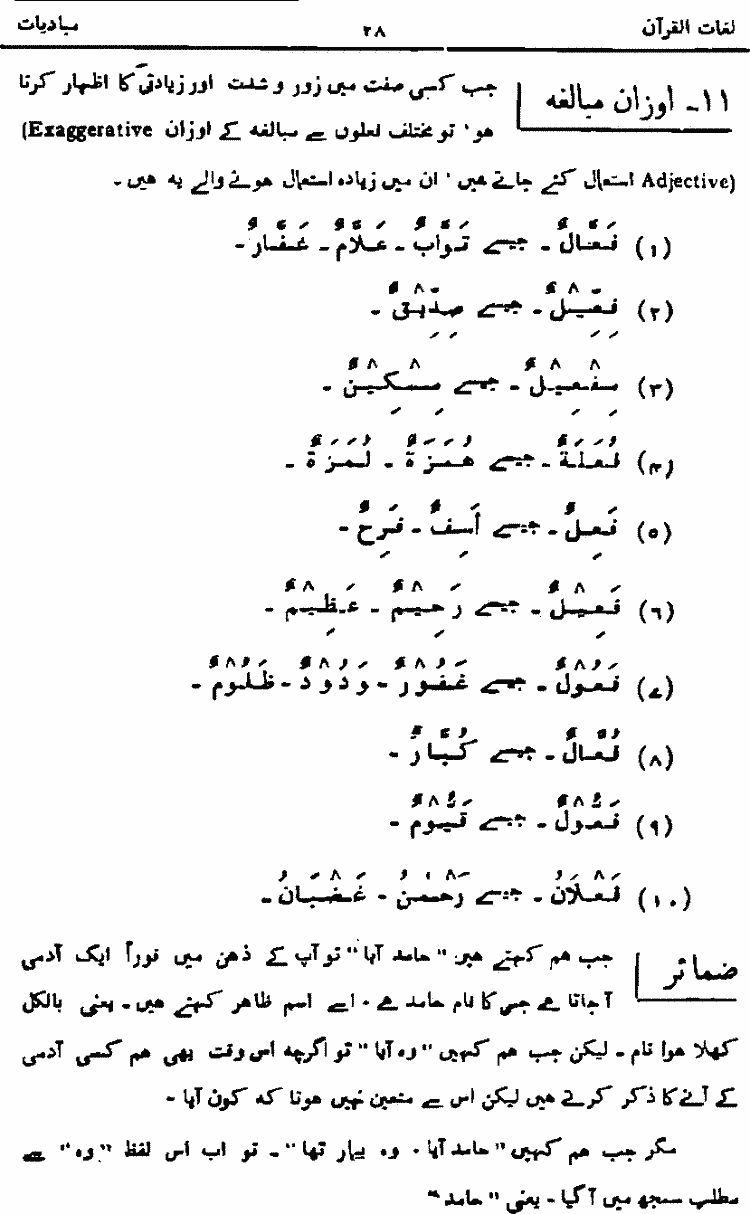 لغات القرآن ۲۸ مبادیات
۱۱ ـ اوزان مبالغہ
جب کسی صفت میں زور و شدت اور زیادتی کا اظہار کرنا
ہو ' تو مختلف فعلوں سے مبالغہ کے اوزان (Exaggerative
Adjective) استعمال کئے جاتے ہیں ' ان میں زیادہ استعمال ہونے والے یہ ہیں ۔
(۱) فَعَّالٌ ۔ جیسے تَوَّابٌ ۔ عَلَّامٌ ۔ غَفَّارٌ ۔
(۲) فِعِّیْلٌ ۔ جیسے صِدِّیْقٌ ۔
(۳) مِفْعِیْلٌ ۔ جیسے مِسْکِیْنٌ ۔
(۴) فُعَلَةٌ ۔ جیسے هُمَزَةٌ ۔ لُمَزَةٌ ۔
(۵) فَعِلٌ ۔ جیسے أَسِفٌ ۔ فَرِحٌ ۔
(۶) فَعِیْلٌ ۔ جیسے رَحِیْمٌ ۔ عَظِیْمٌ ۔
(۷) فَعُوْلٌ ۔ جیسے غَفُوْرٌ ۔ وَدُوْدٌ ۔ ظَلُوْمٌ ۔
(۸) فُعَّالٌ ۔ جیسے کُبَّارٌ ۔
(۹) فَعُّوْلٌ ۔ جیسے قَیُّوْمٌ ۔
(۱۰) فَعْلَانُ ۔ جیسے رَحْمٰنُ ۔ غَضْبَانُ ۔
ضمائر
جب ہم کہتے ہیں '' حامد آیا '' تو آپ کے ذہن میں فوراً ایک آدمی
آ جاتا ہے جس کا نام حامد ہے ۔ اسے اسم ظاہر کہتے ہیں ۔ یعنی بالکل
کھلا ہوا نام ۔ لیکن جب ہم کہیں '' وہ آیا '' تو اگرچہ اس وقت بھی ہم کسی آدمی
کے آنے کا ذکر کرتے ہیں لیکن اس سے متعین نہیں ہوتا کہ کون آیا ۔
مگر جب ہم کہیں '' حامد آیا ۔ وہ بیمار تھا '' ۔ تو اب اس لفظ '' وہ '' سے
مطلب سمجھ میں آ گیا ۔ یعنی '' حامد ''